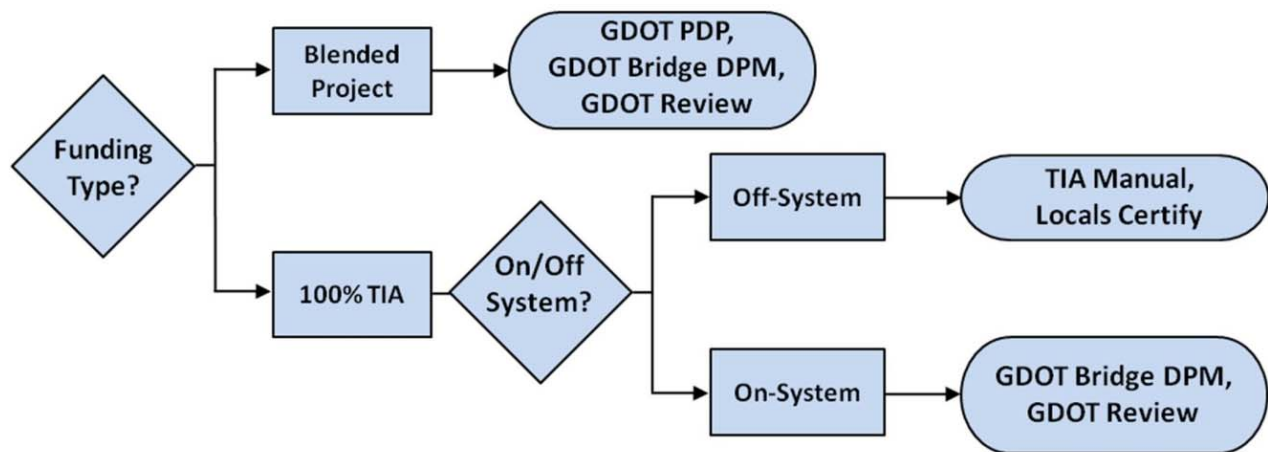 Funding
Type?
Blended
Project
GDOT PDP,
GDOT Bridge DPM,
GDOT Review
100% TIA
On/Off
System?
Off-System
TIA Manual,
Locals Certify
On-System
GDOT Bridge DPM,
GDOT Review